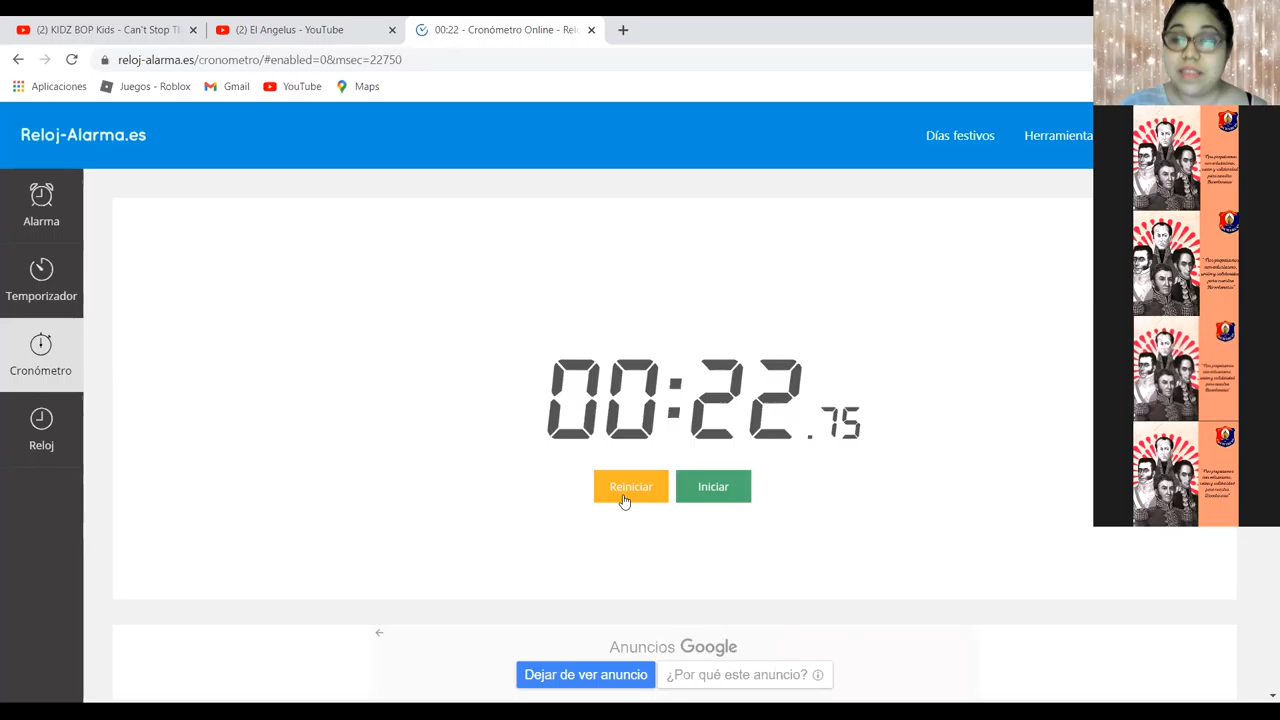 (2) KIDZ BOP Kids - Can't Stop T
(2) El Angelus - YouTube
00:22 - Cronómetro Online - Relo
reloj-alarma.es/cronometro/#enabled=0&msec=22750
Aplicaciones
Juegos - Roblox
Gmail
YouTube
Maps
Reloj-Alarma.es
Días festivos
Herramienta
Alarma
Temporizador
Cronómetro
Reloj
00:22.75
Reiniciar
Iniciar
Anuncios Google
Dejar de ver anuncio
¿Por qué este anuncio?